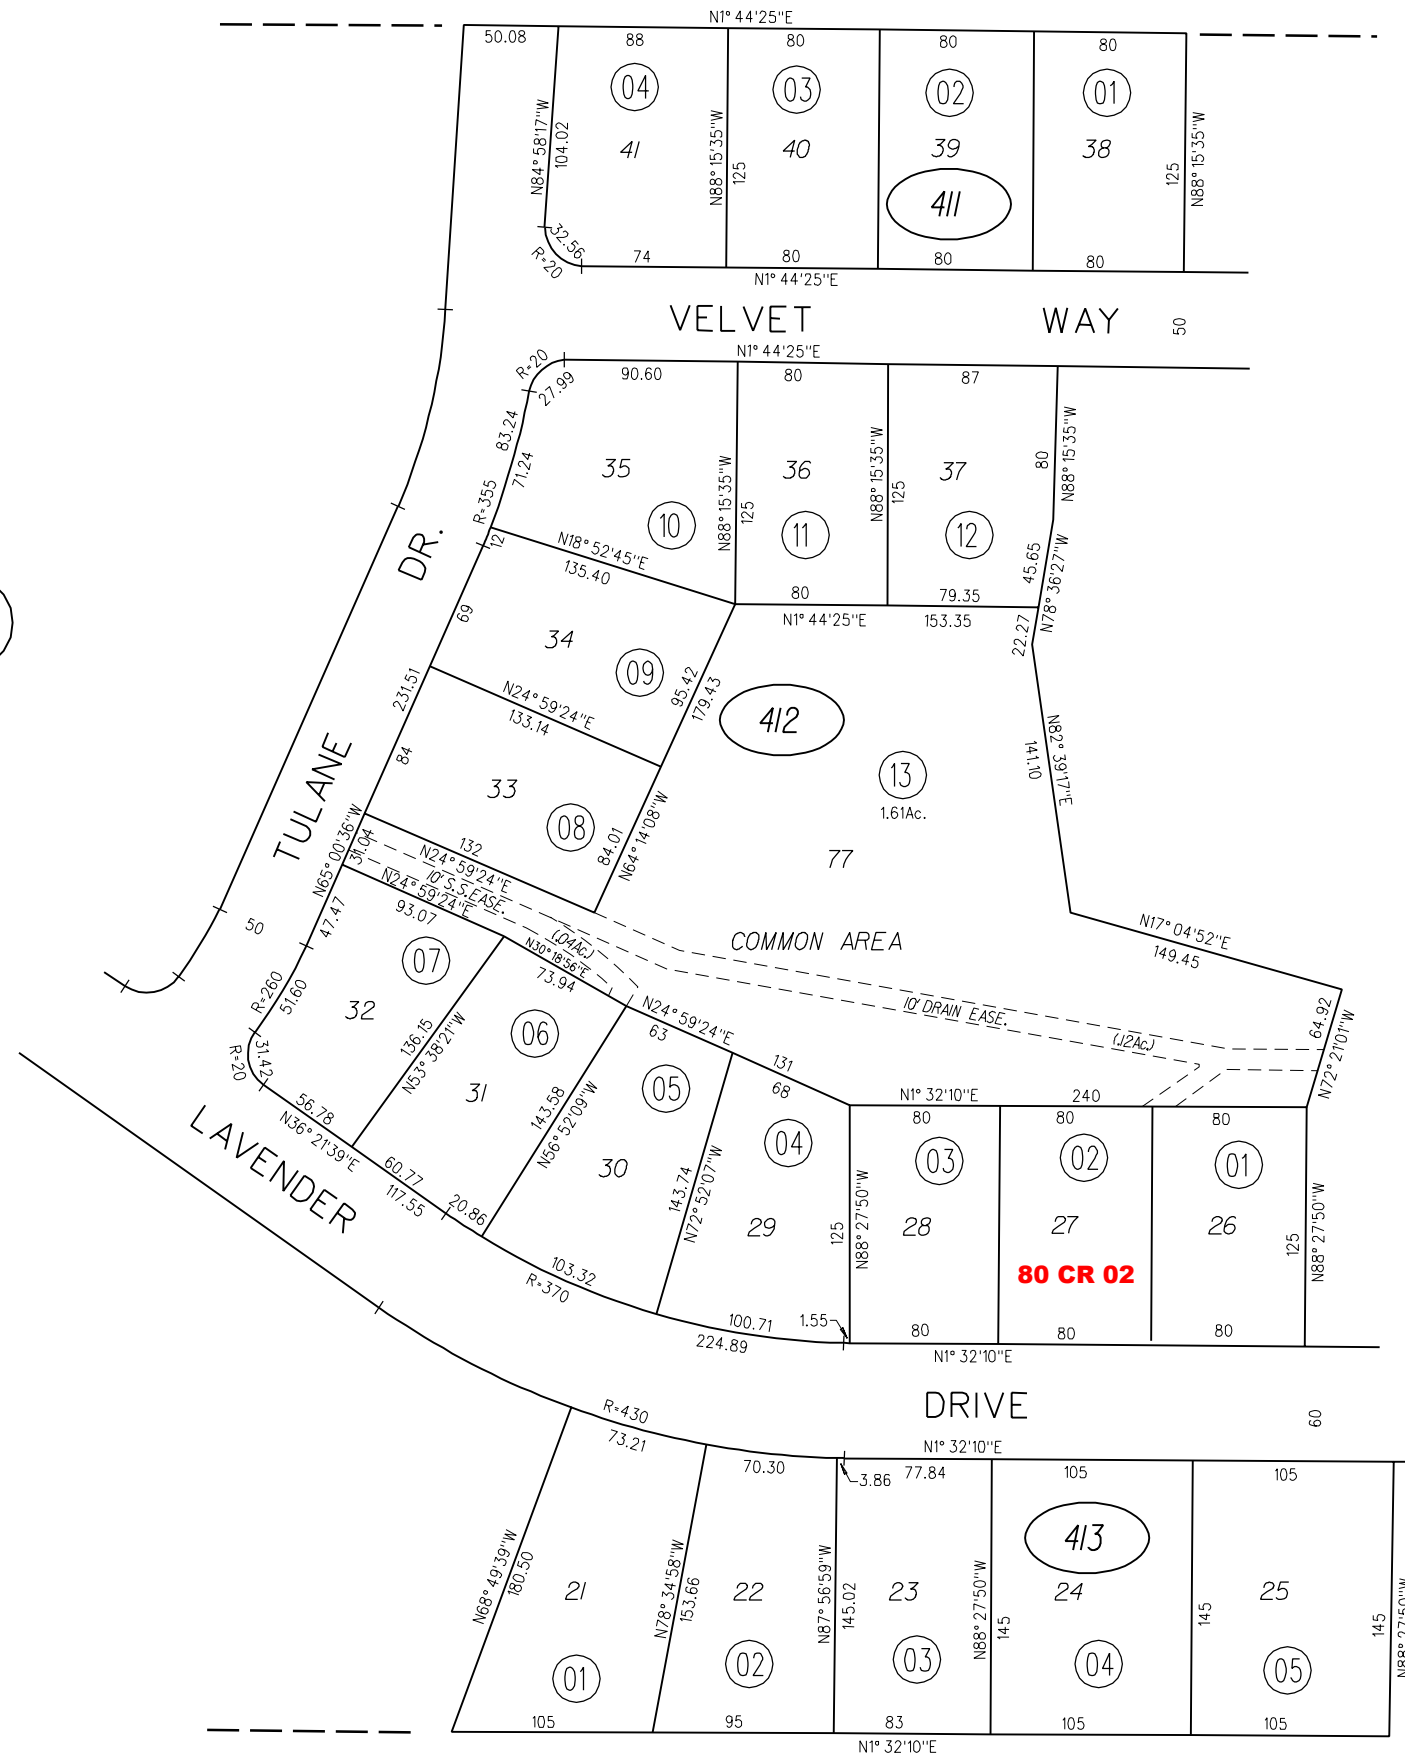 N1° 44'25"E
50.08
88
80
80
80
04
03
02
01
N84° 58'17"W
104.02
41
N88° 15'35"W
125
40
39
38
125
N88° 15'35"W
411
32.56
R=20
74
80
80
80
N1° 44'25"E
VELVET WAY
50
N1° 44'25"E
R=20
27.99
90.60
80
87
83.24
71.24
R=355
35
10
N88° 15'35"W
125
36
11
N88° 15'35"W
125
37
12
80
N88° 15'35"W
45.65
N78° 36'27"W
12
N18° 52'45"E
135.40
80
79.35
N1° 44'25"E
153.35
22.27
TULANE DR.
69
34
09
95.42
179.43
231.51
N24° 59'24"E
133.14
412
13
1.61Ac.
77
N82° 39'17"E
141.10
84
33
08
84.01
N64° 14'08"W
N65° 00'36"W
31.04
132
N24° 59'24"E
10' S.S.EASE.
N24° 59'24"E
93.07
(.04Ac.)
N30° 18'56"E
73.94
COMMON AREA
N17° 04'52"E
149.45
10' DRAIN EASE.
(.12Ac.)
64.92
N72° 21'01"W
50
47.47
R=260
51.60
07
32
R=20
31.42
136.15
N53° 38'21"W
06
31
143.58
N56° 52'09"W
N24° 59'24"E
63
131
68
05
30
143.74
N72° 52'07"W
04
29
N1° 32'10"E
240
80
80
80
03
02
01
125
N88° 27'50"W
28
27
26
125
N88° 27'50"W
80 CR 02
56.78
N36° 21'39"E
60.77
117.55
20.86
103.32
R=370
100.71
224.89
1.55
80
80
80
N1° 32'10"E
LAVENDER DRIVE
60
R=430
73.21
70.30
N1° 32'10"E
3.86
77.84
105
105
413
N68° 49'39"W
180.50
21
01
N78° 34'58"W
153.66
22
02
N87° 56'59"W
145.02
23
03
N88° 27'50"W
145
24
04
145
25
05
145
N88° 27'50"W
105
95
83
105
105
N1° 32'10"E